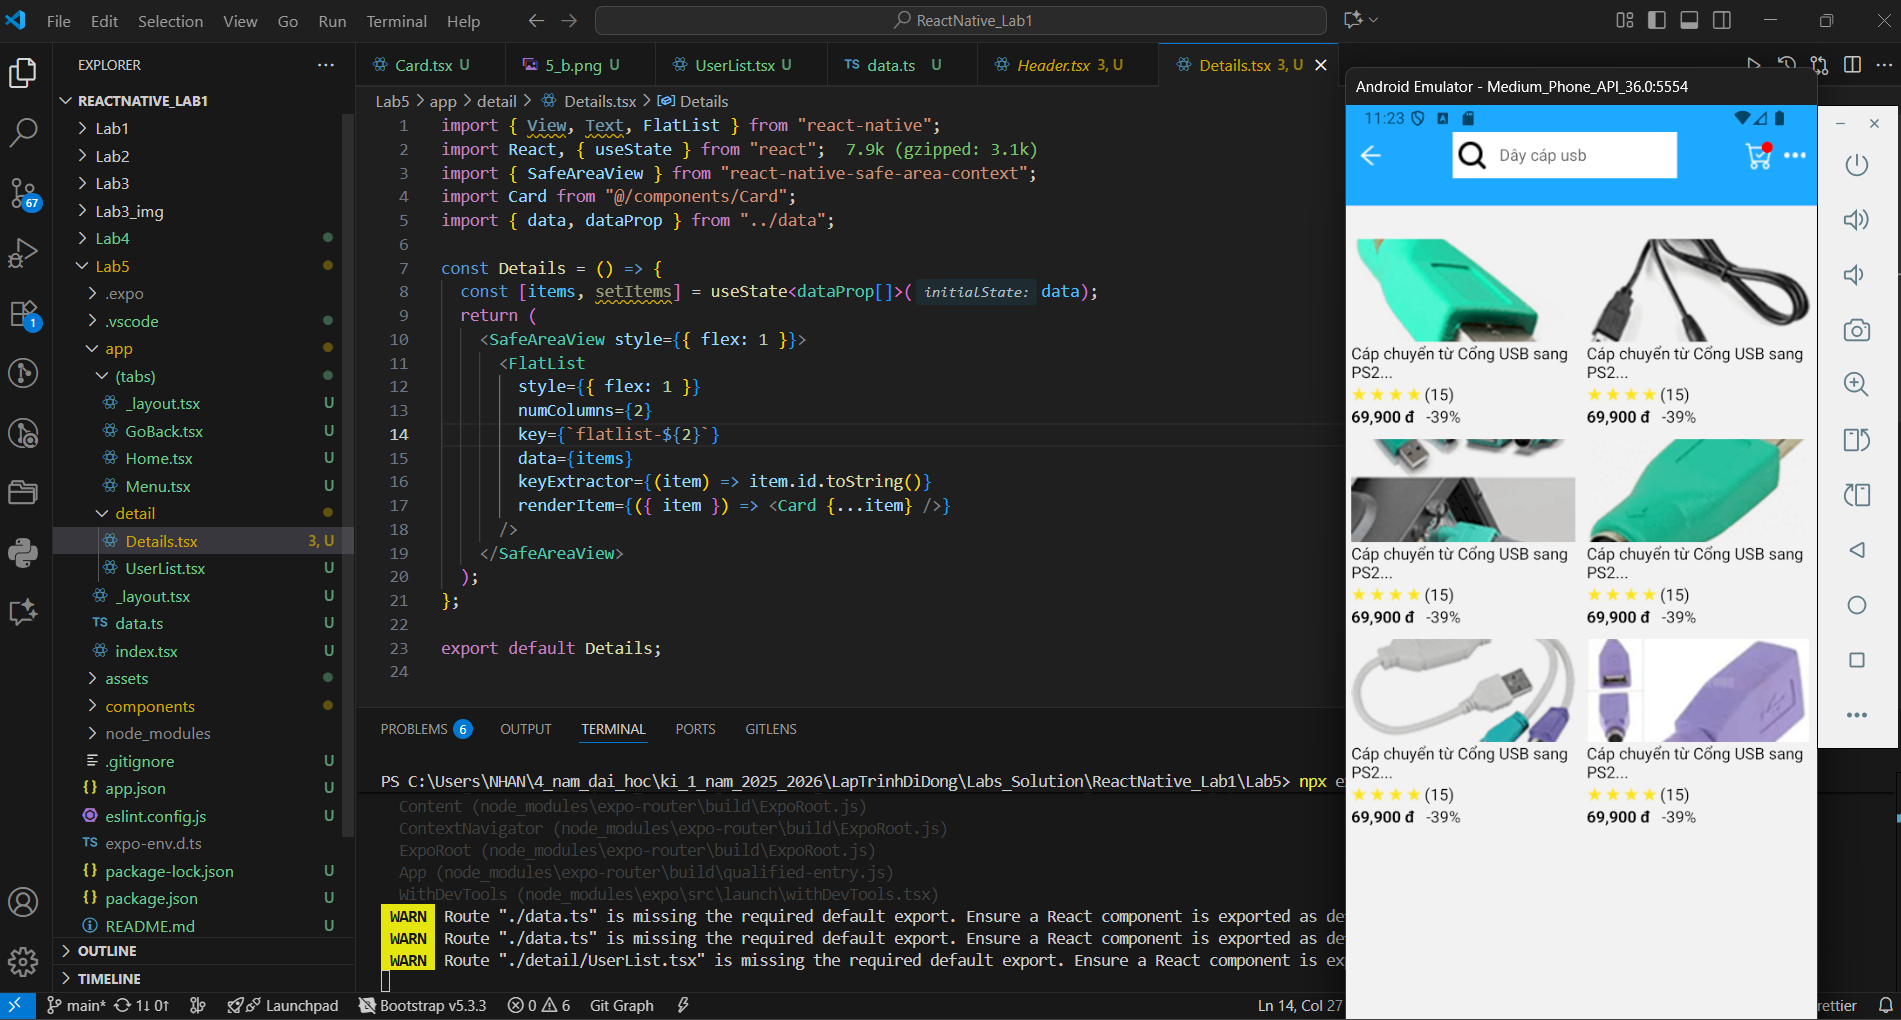 File Edit Selection View Go Run Terminal Help
ReactNative_Lab1
EXPLORER
REACTNATIVE_LAB1
Lab1
Lab2
Lab3
Lab3_img
Lab4
Lab5
.expo
.vscode
app
(tabs)
_layout.tsx U
GoBack.tsx U
Home.tsx U
Menu.tsx U
detail
Details.tsx 3, U
UserList.tsx U
_layout.tsx U
TS data.ts U
index.tsx U
assets
components
node_modules
.gitignore U
{} app.json U
eslint.config.js U
TS expo-env.d.ts
{} package-lock.json U
{} package.json U
README.md U
OUTLINE
TIMELINE
67
1
Card.tsx U
5_b.png U
UserList.tsx U
TS data.ts U
Header.tsx 3, U
Details.tsx 3, U
Lab5 > app > detail > Details.tsx > Details
1 import { View, Text, FlatList } from "react-native";
2 import React, { useState } from "react"; 7.9k (gzipped: 3.1k)
3 import { SafeAreaView } from "react-native-safe-area-context";
4 import Card from "@/components/Card";
5 import { data, dataProp } from "../data";
6
7 const Details = () => {
8 const [items, setItems] = useState<dataProp[]>( initialState: data);
9 return (
10 <SafeAreaView style={{ flex: 1 }}>
11 <FlatList
12 style={{ flex: 1 }}
13 numColumns={2}
14 key={`flatlist-${2}`}
15 data={items}
16 keyExtractor={(item) => item.id.toString()}
17 renderItem={({ item }) => <Card {...item} />}
18 />
19 </SafeAreaView>
20 );
21 };
22
23 export default Details;
24
PROBLEMS 6 OUTPUT TERMINAL PORTS GITLENS
PS C:\Users\NHAN\4_nam_dai_hoc\ki_1_nam_2025_2026\LapTrinhDiDong\Labs_Solution\ReactNative_Lab1\Lab5> npx e
Content (node_modules\expo-router\build\ExpoRoot.js)
ContextNavigator (node_modules\expo-router\build\ExpoRoot.js)
ExpoRoot (node_modules\expo-router\build\ExpoRoot.js)
App (node_modules\expo-router\build\qualified-entry.js)
WithDevTools (node_modules\expo\src\launch\withDevTools.tsx)
WARN Route "./data.ts" is missing the required default export. Ensure a React component is exported as de
WARN Route "./data.ts" is missing the required default export. Ensure a React component is exported as de
WARN Route "./detail/UserList.tsx" is missing the required default export. Ensure a React component is exp
main* 1↓ 0↑ Launchpad Bootstrap v5.3.3 0 6 Git Graph Ln 14, Col 27 rettier
Android Emulator - Medium_Phone_API_36.0:5554
11:23
Dây cáp usb
Cáp chuyển từ Cổng USB sang PS2...
★★★★(15)
69,900 đ -39%
Cáp chuyển từ Cổng USB sang PS2...
★★★★(15)
69,900 đ -39%
Cáp chuyển từ Cổng USB sang PS2...
★★★★(15)
69,900 đ -39%
Cáp chuyển từ Cổng USB sang PS2...
★★★★(15)
69,900 đ -39%
Cáp chuyển từ Cổng USB sang PS2...
★★★★(15)
69,900 đ -39%
Cáp chuyển từ Cổng USB sang PS2...
★★★★(15)
69,900 đ -39%